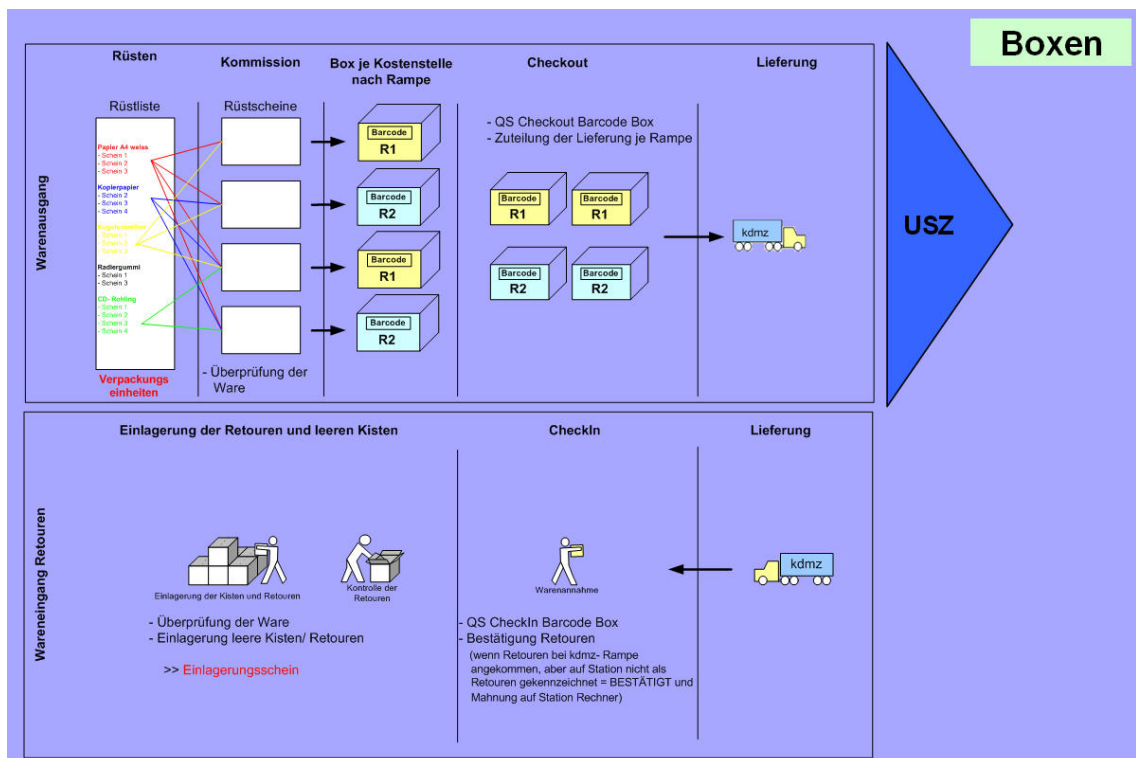 Boxen
Warenausgang
Rüsten
Kommission
Box je Kostenstelle
nach Rampe
Checkout
Lieferung
Rüstliste
Papier A4 weiss
- Schein 1
- Schein 2
- Schein 3
Kopierpapier
- Schein 2
- Schein 3
- Schein 4
- Schein 1
- Schein 2
- Schein 3
Radiergummi
- Schein 1
- Schein 3
CD- Rohling
- Schein 1
- Schein 2
- Schein 3
- Schein 4
Verpackungs
einheiten
Rüstscheine
- Überprüfung der
Ware
Barcode
R1
Barcode
R2
Barcode
R1
Barcode
R2
- QS Checkout Barcode Box
- Zuteilung der Lieferung je Rampe
Barcode
R1
Barcode
R1
Barcode
R2
Barcode
R2
kdmz
USZ
Wareneingang Retouren
Einlagerung der Retouren und leeren Kisten
CheckIn
Lieferung
Einlagerung der Kisten und Retouren
Kontrolle der
Retouren
- Überprüfung der Ware
- Einlagerung leere Kisten/ Retouren
>> Einlagerungsschein
Warenannahme
- QS CheckIn Barcode Box
- Bestätigung Retouren
(wenn Retouren bei kdmz- Rampe
angekommen, aber auf Station nicht als
Retouren gekennzeichnet = BESTÄTIGT und
Mahnung auf Station Rechner)
kdmz